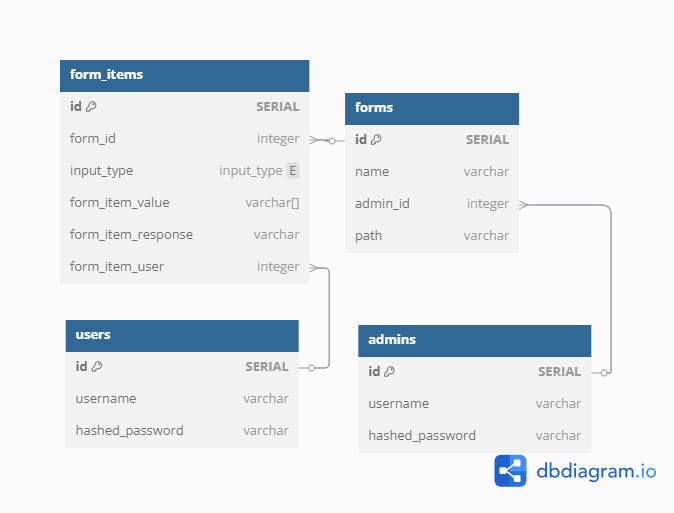 form_items
id SERIAL
form_id integer
input_type input_type E
form_item_value varchar[]
form_item_response varchar
form_item_user integer
forms
id SERIAL
name varchar
admin_id integer
path varchar
users
id SERIAL
username varchar
hashed_password varchar
admins
id SERIAL
username varchar
hashed_password varchar
dbdiagram.io